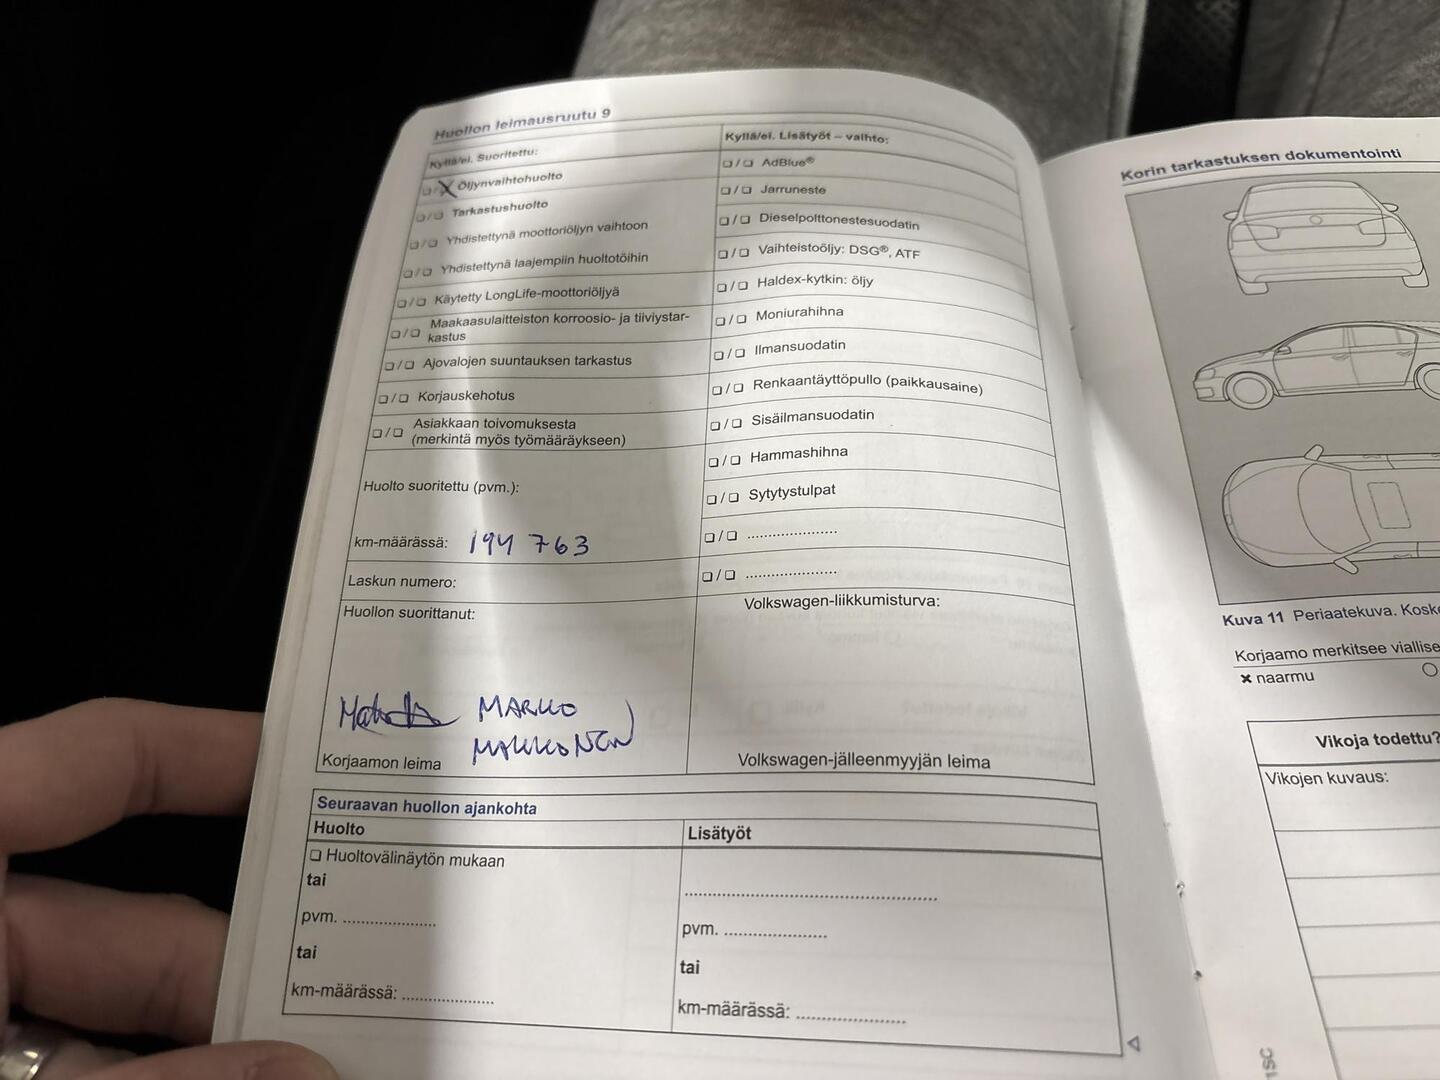 Huollon leimausruutu 9
Kyllä/ei. Suoritettu:
Öljynvaihtohuolto
Tarkastushuolto
Yhdistettynä moottoriöljyn vaihtoon
Yhdistettynä laajempiin huoltotöihin
Käytetty LongLife-moottoriöljyä
Maakaasulaitteiston korroosio- ja tiiviystar-
kastus
Ajovalojen suuntauksen tarkastus
Korjauskehotus
Asiakkaan toivomuksesta
(merkintä myös työmääräykseen)
Huolto suoritettu (pvm.):
km-määrässä: 194 763
Laskun numero:
Huollon suorittanut:
MARKO
MAKKONEN
Korjaamon leima
Kyllä/ei. Lisätyöt – vaihto:
AdBlue®
Jarruneste
Dieselpolttonestesuodatin
Vaihteistoöljy: DSG®, ATF
Haldex-kytkin: öljy
Moniurahihna
Ilmansuodatin
Renkaantäyttöpullo (paikkausaine)
Sisäilmansuodatin
Hammashihna
Sytytystulpat
Volkswagen-liikkumisturva:
Volkswagen-jälleenmyyjän leima
Seuraavan huollon ajankohta
Huolto
Huoltovälinäytön mukaan
tai
pvm. ....................
tai
km-määrässä: ....................
Lisätyöt
pvm. ....................
tai
km-määrässä: ....................
Korin tarkastuksen dokumentointi
Kuva 11 Periaatekuva. Koske
Korjaamo merkitsee viallise
× naarmu
Vikoja todettu?
Vikojen kuvaus: